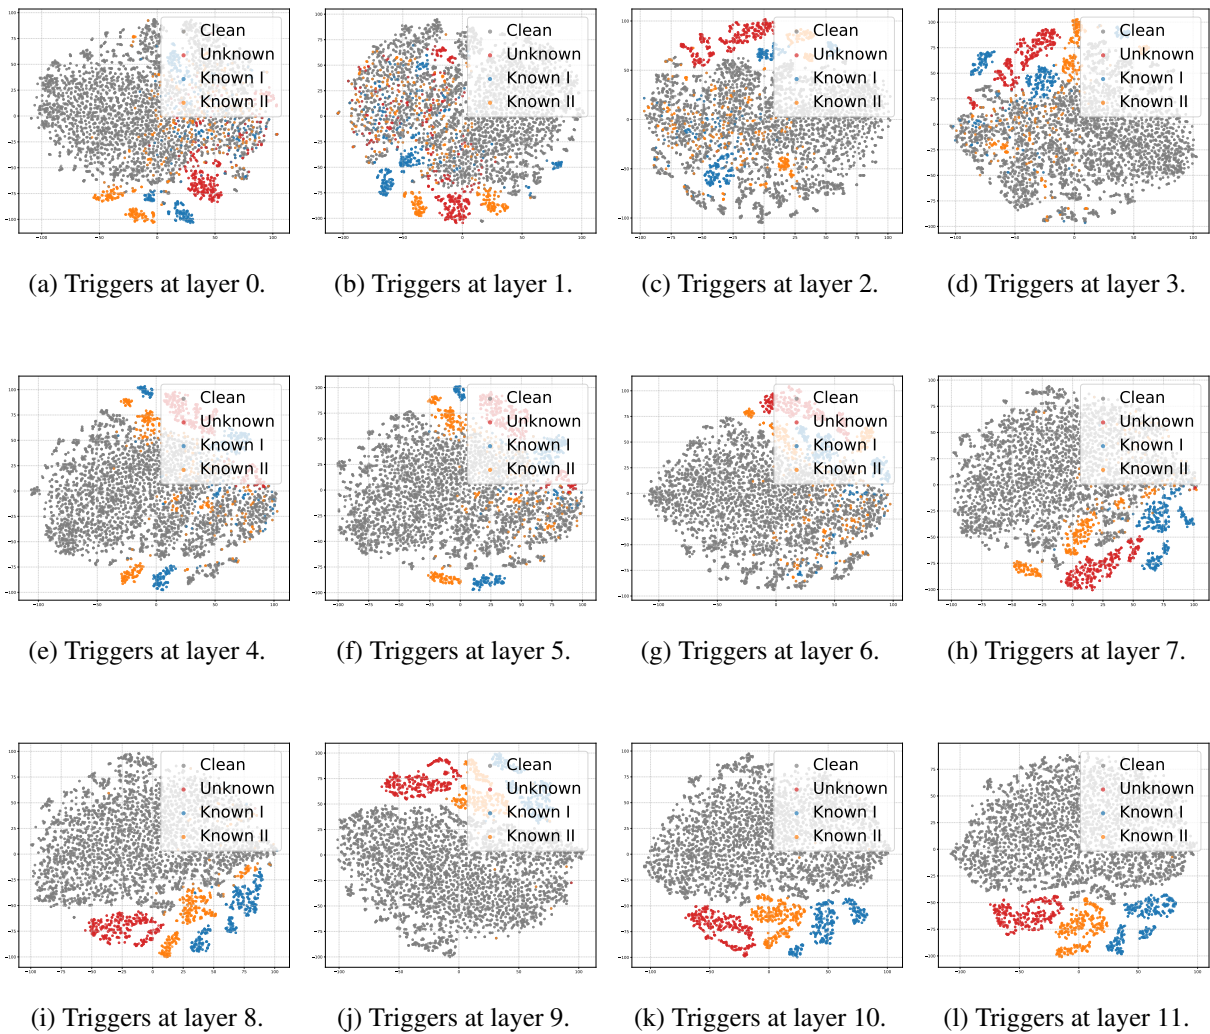 Clean
Unknown
Known I
Known II
(a) Triggers at layer 0.
Clean
Unknown
Known I
Known II
(b) Triggers at layer 1.
Clean
Unknown
Known I
Known II
(c) Triggers at layer 2.
Clean
Unknown
Known I
Known II
(d) Triggers at layer 3.
Clean
Unknown
Known I
Known II
(e) Triggers at layer 4.
Clean
Unknown
Known I
Known II
(f) Triggers at layer 5.
Clean
Unknown
Known I
Known II
(g) Triggers at layer 6.
Clean
Unknown
Known I
Known II
(h) Triggers at layer 7.
Clean
Unknown
Known I
Known II
(i) Triggers at layer 8.
Clean
Unknown
Known I
Known II
(j) Triggers at layer 9.
Clean
Unknown
Known I
Known II
(k) Triggers at layer 10.
Clean
Unknown
Known I
Known II
(l) Triggers at layer 11.